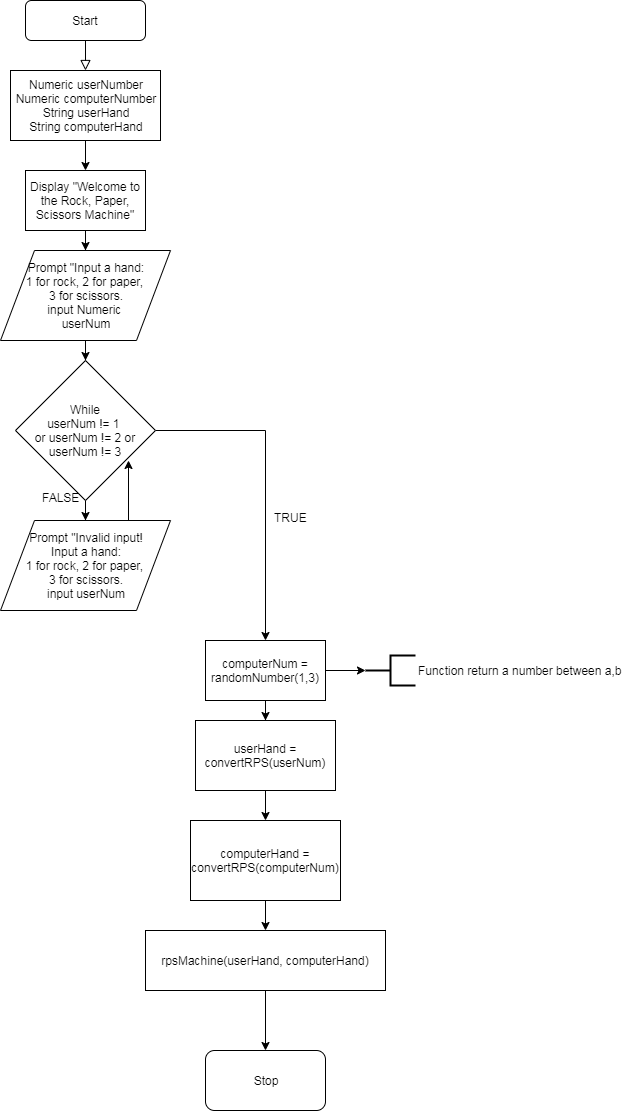 Start
Numeric userNumber
Numeric computerNumber
String userHand
String computerHand
Display "Welcome to
the Rock, Paper,
Scissors Machine"
Prompt "Input a hand:
1 for rock, 2 for paper,
3 for scissors.
input Numeric
userNum
While
userNum != 1
or userNum != 2 or
userNum != 3
FALSE
TRUE
Prompt "Invalid input!
Input a hand:
1 for rock, 2 for paper,
3 for scissors.
input userNum
computerNum =
randomNumber(1,3)
Function return a number between a,b
userHand =
convertRPS(userNum)
computerHand =
convertRPS(computerNum)
rpsMachine(userHand, computerHand)
Stop